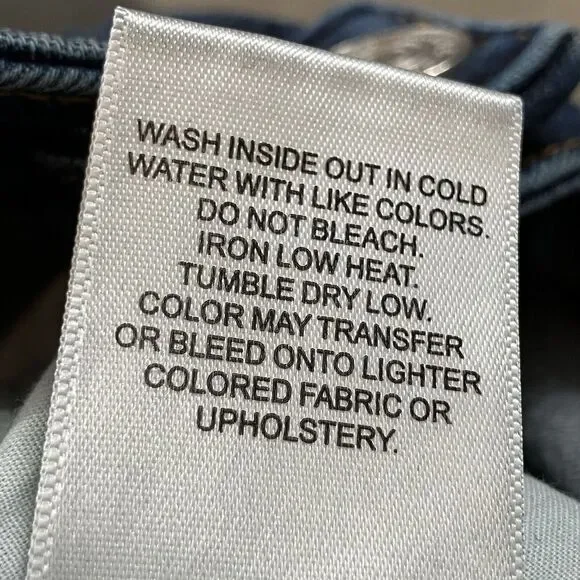 WASH INSIDE OUT IN COLD
WATER WITH LIKE COLORS.
DO NOT BLEACH.
IRON LOW HEAT.
TUMBLE DRY LOW.
COLOR MAY TRANSFER
OR BLEED ONTO LIGHTER
COLORED FABRIC OR
UPHOLSTERY.